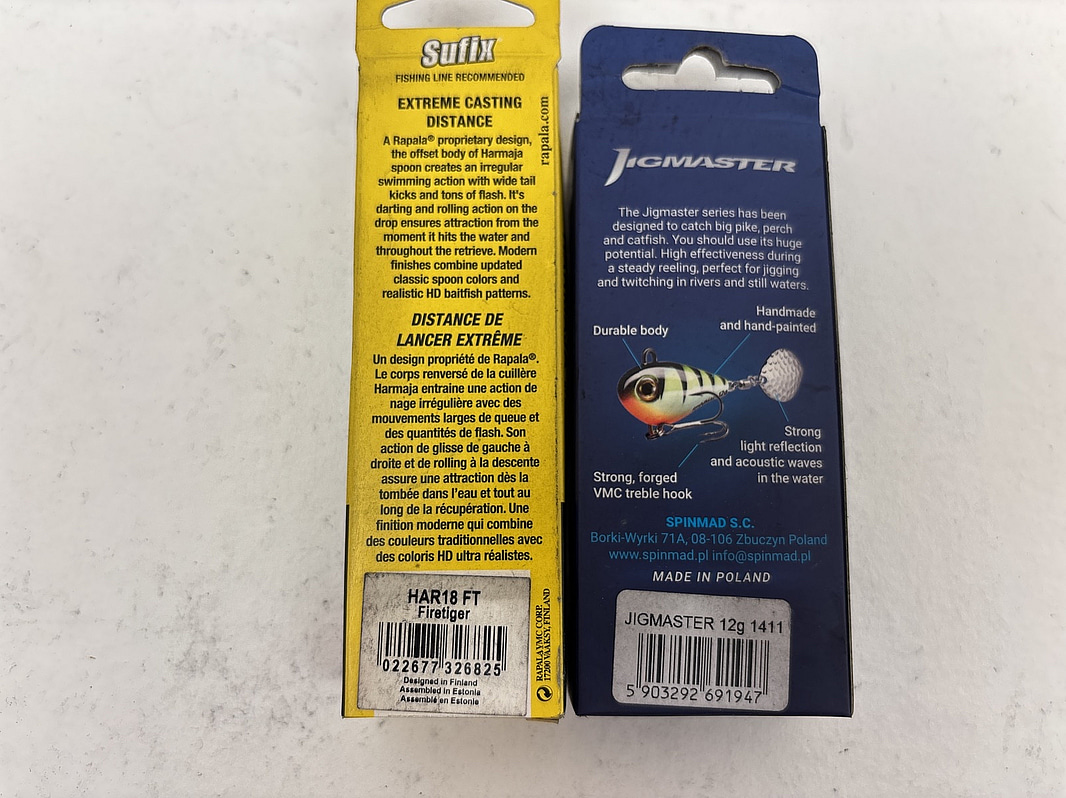 Sufix
FISHING LINE RECOMMENDED
EXTREME CASTING
DISTANCE
rapala.com
A Rapala® proprietary design,
the offset body of Harmaja
spoon creates an irregular
swimming action with wide tail
kicks and tons of flash. It's
darting and rolling action on the
drop ensures attraction from the
moment it hits the water and
throughout the retrieve. Modern
finishes combine updated
classic spoon colors and
realistic HD baitfish patterns.
DISTANCE DE
LANCER EXTRÊME
Un design propriété de Rapala®.
Le corps renversé de la cuillère
Harmaja entraine une action de
nage irrégulière avec des
mouvements larges de queue et
des quantités de flash. Son
action de glisse de gauche à
droite et de rolling à la descente
assure une attraction dès la
tombée dans l'eau et tout au
long de la récupération. Une
finition moderne qui combine
des couleurs traditionnelles avec
des coloris HD ultra réalistes.
HAR18 FT
Firetiger
022677 326825
Designed in Finland
Assembled in Estonia
Assemblé en Estonie
RAPALA VMC CORP.
17200 VÄÄKSY, FINLAND
JIGMASTER
The Jigmaster series has been
designed to catch big pike, perch
and catfish. You should use its huge
potential. High effectiveness during
a steady reeling, perfect for jigging
and twitching in rivers and still waters.
Handmade
and hand-painted
Durable body
Strong
light reflection
and acoustic waves
in the water
Strong, forged
VMC treble hook
SPINMAD S.C.
Borki-Wyrki 71A, 08-106 Zbuczyn Poland
www.spinmad.pl info@spinmad.pl
MADE IN POLAND
JIGMASTER 12g 1411
5 903292 691947